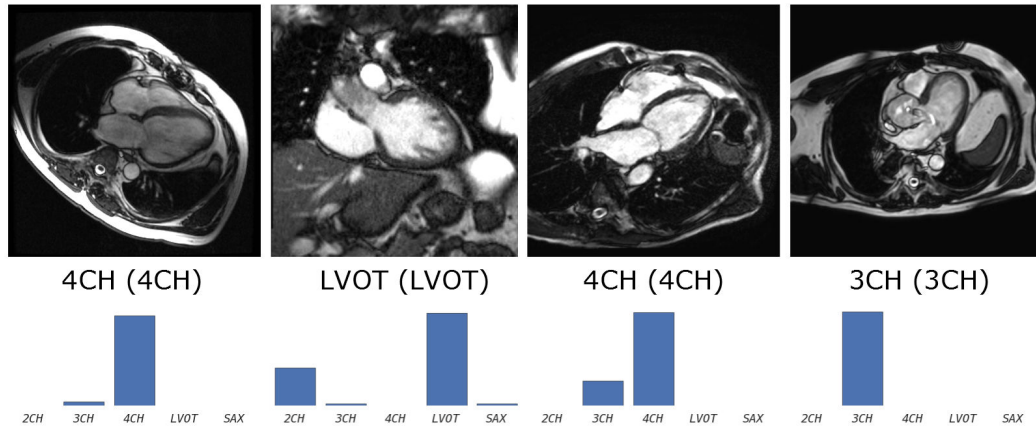 4CH (4CH) LVOT (LVOT) 4CH (4CH) 3CH (3CH)
2CH 3CH 4CH LVOT SAX 2CH 3CH 4CH LVOT SAX 2CH 3CH 4CH LVOT SAX 2CH 3CH 4CH LVOT SAX